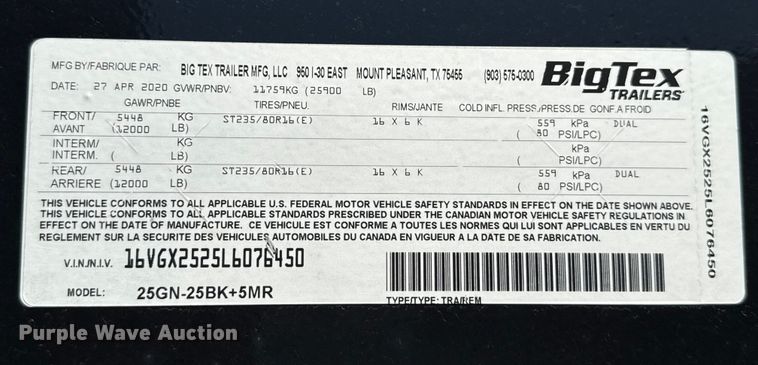 MFG BY/FABRIQUE PAR: BIG TEX TRAILER MFG, LLC 950 I-30 EAST MOUNT PLEASANT, TX 75455 (903) 575-0300
BigTex
TRAILERS
DATE: 27 APR 2020 GVWR/PNBV: 11759KG (25900 LB)
GAWR/PBNE TIRES/PNEU. RIMS/JANTE COLD INFL. PRESS./PRESS.DE GONF.A FROID
FRONT/ 5448 KG ST235/80R16(E) 16 X 6 K 559 kPa DUAL
AVANT (12000 LB) ( 80 PSI/LPC)
INTERM/ KG kPa
INTERM. ( LB) ( PSI/LPC)
REAR/ 5448 KG ST235/80R16(E) 16 X 6 K 559 kPa DUAL
ARRIERE (12000 LB) ( 80 PSI/LPC)
THIS VEHICLE CONFORMS TO ALL APPLICABLE U.S. FEDERAL MOTOR VEHICLE SAFETY STANDARDS IN EFFECT ON THE DATE SHOWN ABOVE.
THIS VEHICLE CONFORMS TO ALL APPLICABLE STANDARDS PRESCRIBED UNDER THE CANADIAN MOTOR VEHICLE SAFETY REGULATIONS IN
EFFECT ON THE DATE OF MANUFACTURE. CE VEHICULE EST CONFORME A TOUTES LES NORMES QUI LUI SONT APPLICABLES EN VERTU DU
REGLEMENT SUR LA SECURITE DES VEHICULES AUTOMOBILES DU CANADA EN VIGUEUR A LA DATE DE SA FABRICATION.
V.I.N./N.I.V. 16VGX2525L6076450
MODEL: 25GN-25BK+5MR
TYPE/TYPE: TRA/REM
16VGX2525L6076450
Purple Wave Auction